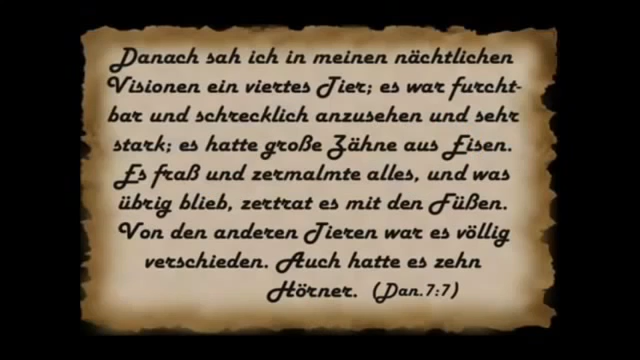 Danach sah ich in meinen nächtlichen
Visionen ein viertes Tier; es war furcht-
bar und schrecklich anzusehen und sehr
stark; es hatte große Zähne aus Eisen.
Es fraß und zermalmte alles, und was
übrig blieb, zertrat es mit den Füßen.
Von den anderen Tieren war es völlig
verschieden. Auch hatte es zehn
Hörner. (Dan.7:7)